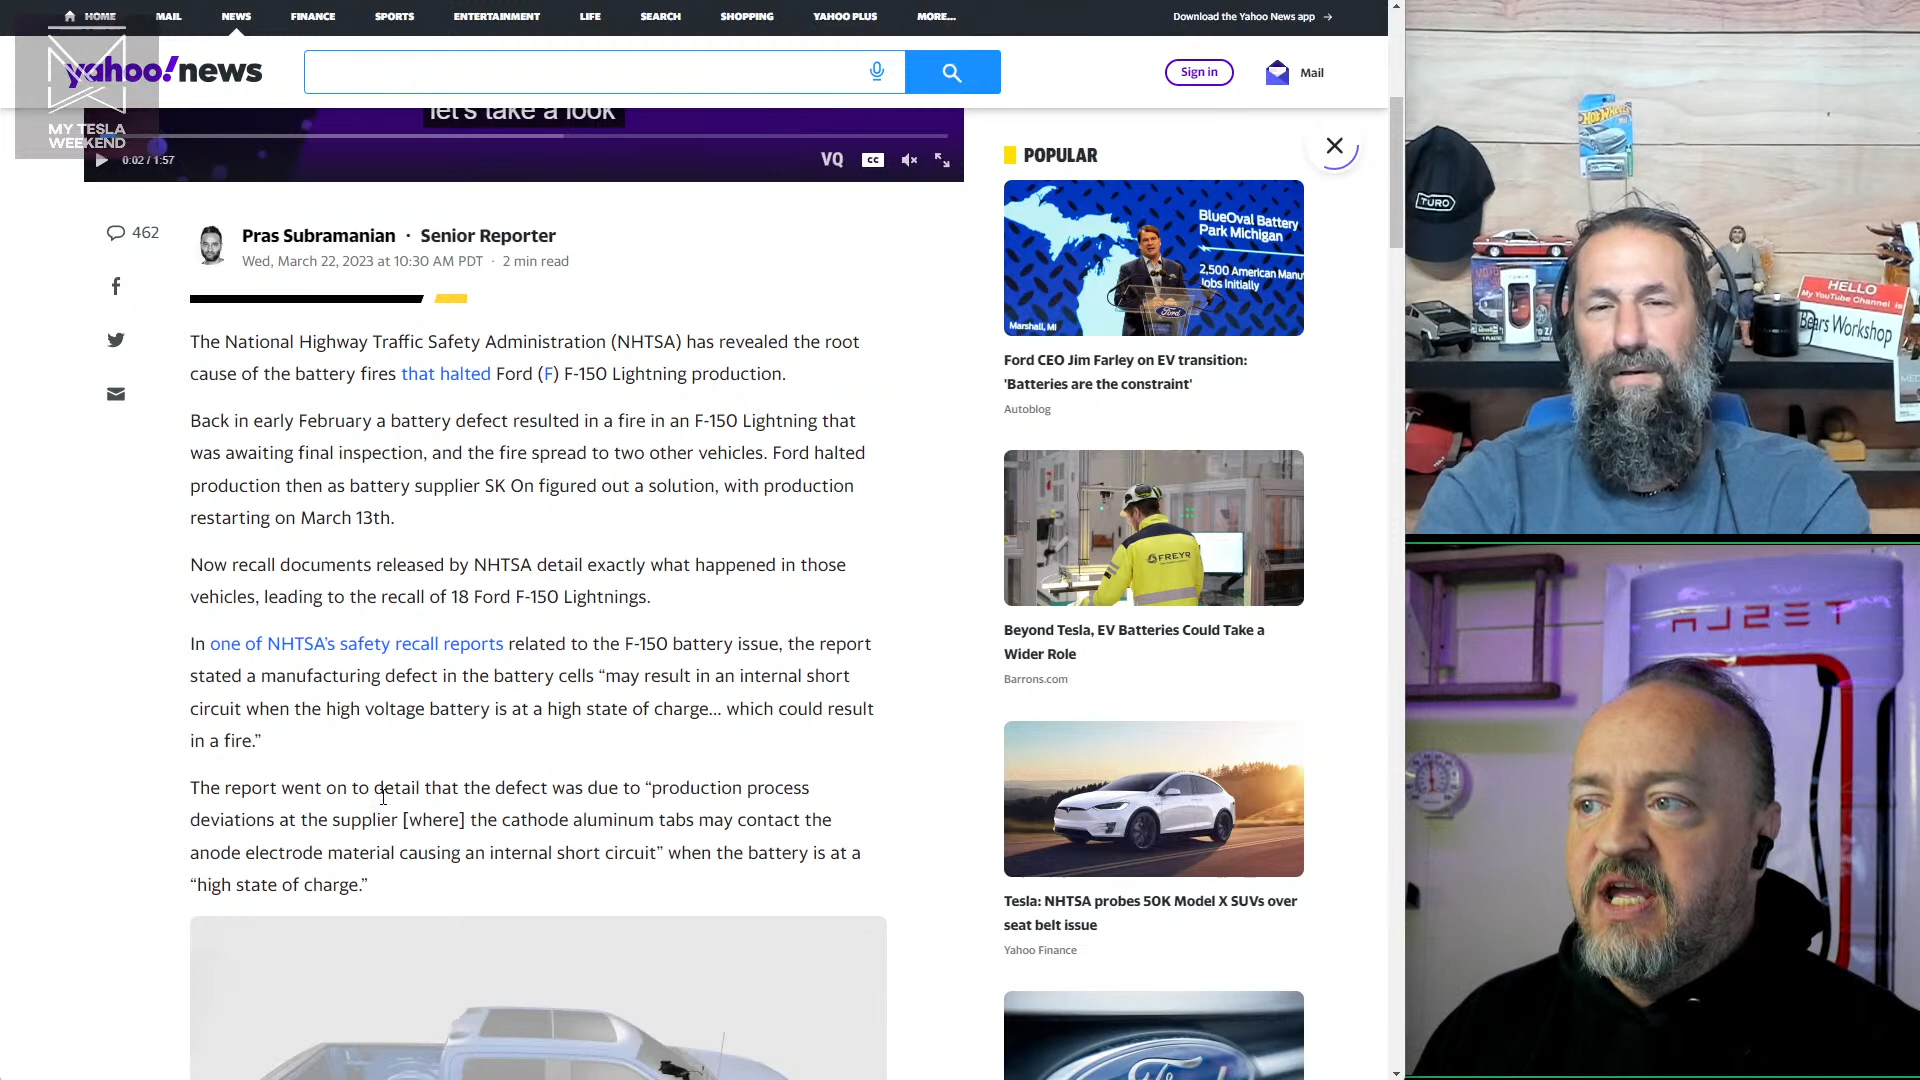 HOME
MAIL
NEWS
FINANCE
SPORTS
ENTERTAINMENT
LIFE
SEARCH
SHOPPING
YAHOO PLUS
MORE...
Download the Yahoo News app →
yahoo!news
Sign in
Mail
MY TESLA
WEEKEND
let's take a look
0:02 / 1:57
VQ
CC
462
Pras Subramanian · Senior Reporter
Wed, March 22, 2023 at 10:30 AM PDT · 2 min read
The National Highway Traffic Safety Administration (NHTSA) has revealed the root
cause of the battery fires that halted Ford (F) F-150 Lightning production.
Back in early February a battery defect resulted in a fire in an F-150 Lightning that
was awaiting final inspection, and the fire spread to two other vehicles. Ford halted
production then as battery supplier SK On figured out a solution, with production
restarting on March 13th.
Now recall documents released by NHTSA detail exactly what happened in those
vehicles, leading to the recall of 18 Ford F-150 Lightnings.
In one of NHTSA’s safety recall reports related to the F-150 battery issue, the report
stated a manufacturing defect in the battery cells “may result in an internal short
circuit when the high voltage battery is at a high state of charge... which could result
in a fire.”
The report went on to detail that the defect was due to “production process
deviations at the supplier [where] the cathode aluminum tabs may contact the
anode electrode material causing an internal short circuit” when the battery is at a
“high state of charge.”
POPULAR
BlueOval Battery
Park Michigan
2,500 American Manu
Jobs Initially
Ford
Marshall, MI
Ford CEO Jim Farley on EV transition:
'Batteries are the constraint'
Autoblog
FREYR
Beyond Tesla, EV Batteries Could Take a
Wider Role
Barrons.com
Tesla: NHTSA probes 50K Model X SUVs over
seat belt issue
Yahoo Finance
Ford
HOT WHEELS
TURO
HELLO
My YouTube Channel is
Bears Workshop
TESLA